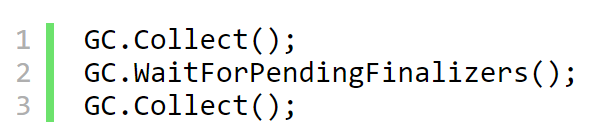 1 GC.Collect();
2 GC.WaitForPendingFinalizers();
3 GC.Collect();